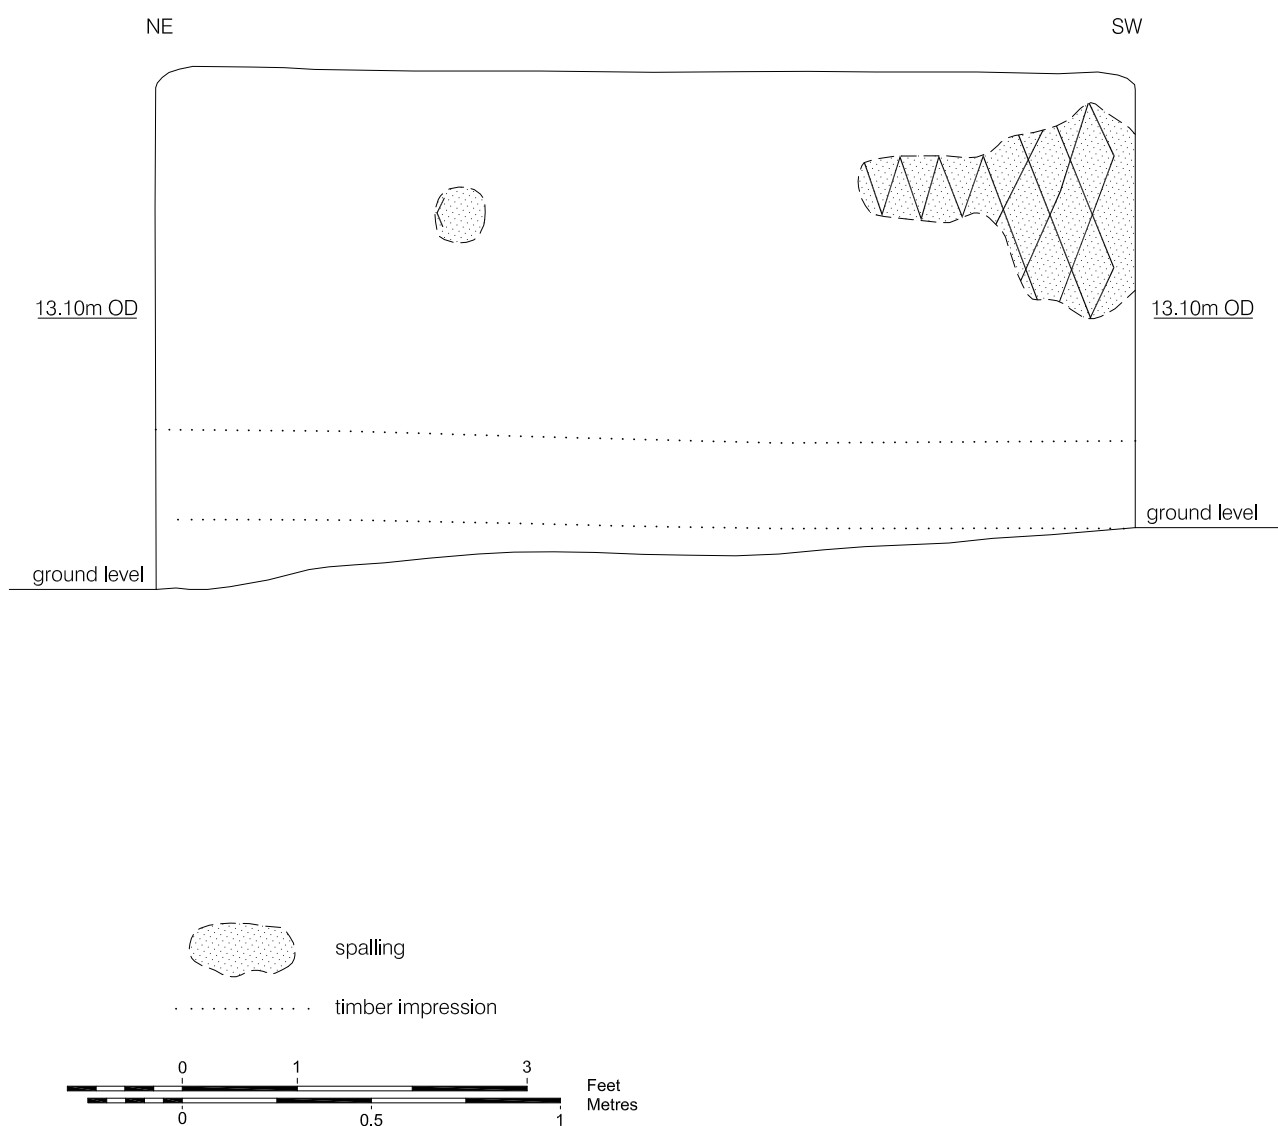 NE SW
13.10m OD 13.10m OD
ground level
ground level
spalling
timber impression
0 1 3
Feet
Metres
0 0.5 1